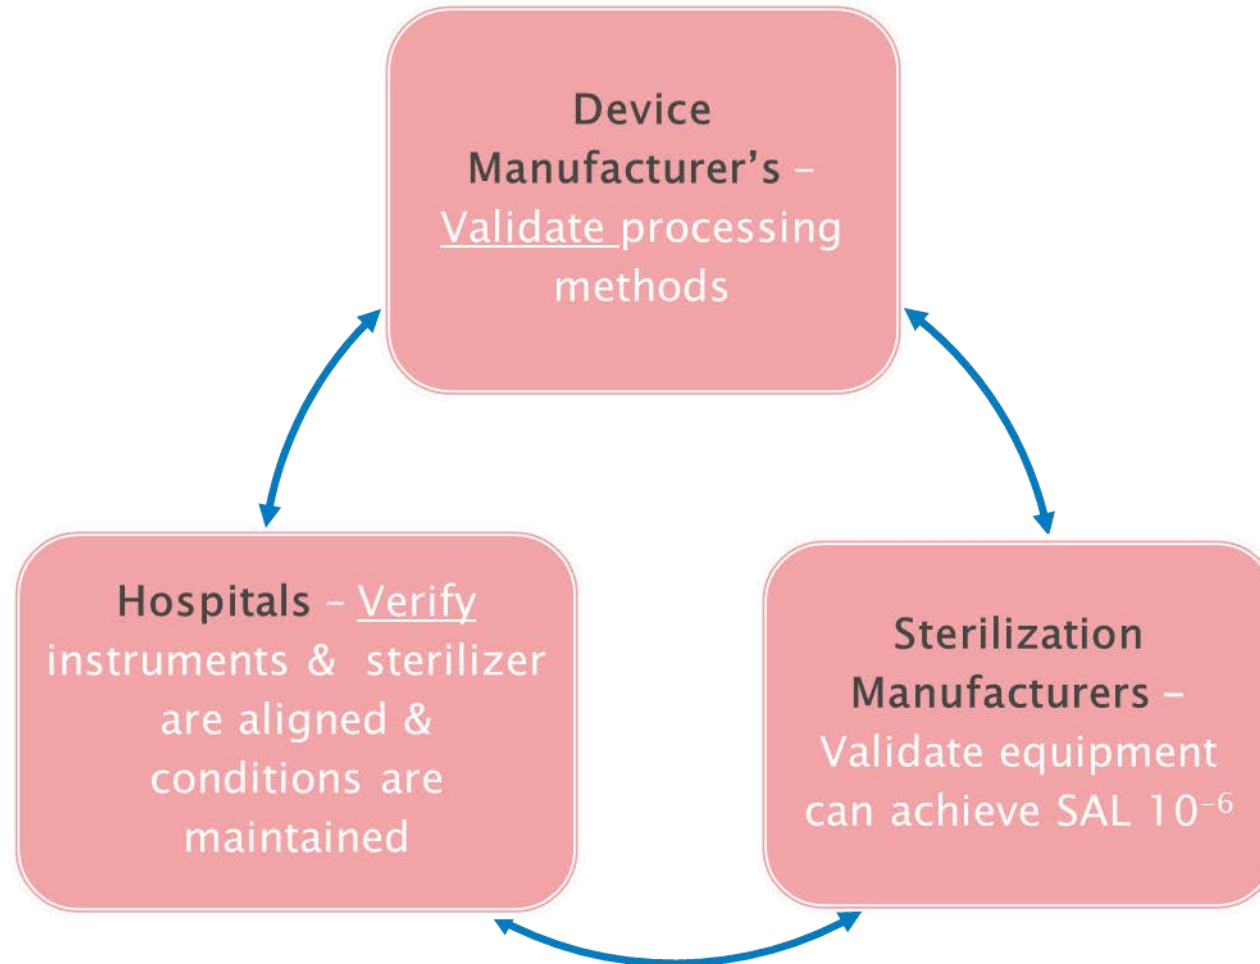 Device
Manufacturer’s –
Validate processing
methods
Hospitals – Verify
instruments &  sterilizer
are aligned &
conditions are
maintained
Sterilization
Manufacturers –
Validate equipment
can achieve SAL 10⁻⁶